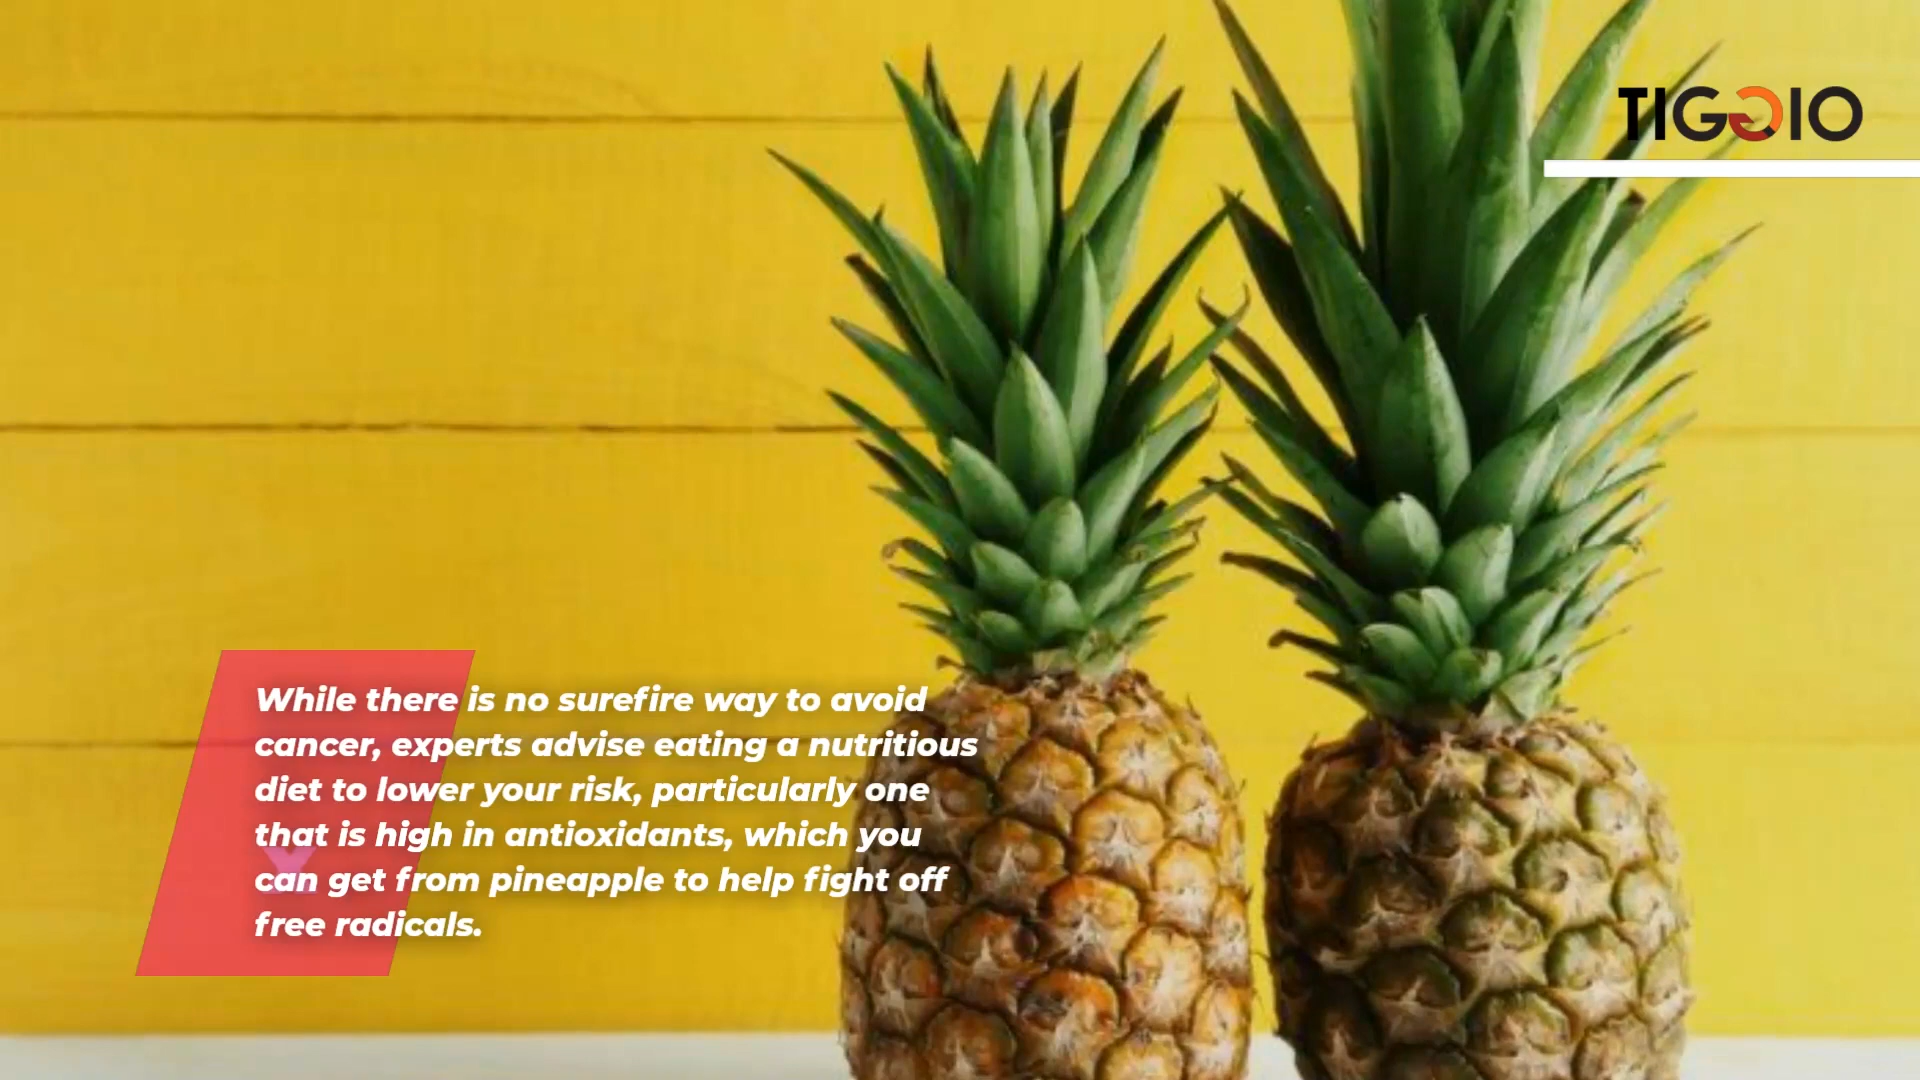 TIGGIO
While there is no surefire way to avoid
cancer, experts advise eating a nutritious
diet to lower your risk, particularly one
that is high in antioxidants, which you
can get from pineapple to help fight off
free radicals.